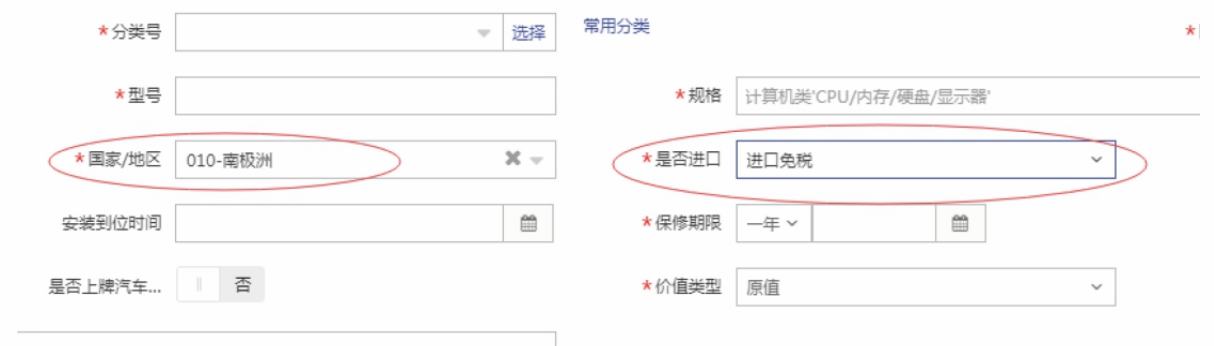 *分类号 选择 常用分类 *
*型号 *规格 计算机类'CPU/内存/硬盘/显示器'
*国家/地区 010-南极洲 *是否进口 进口免税
安装到位时间 *保修期限 一年
是否上牌汽车... 否 *价值类型 原值